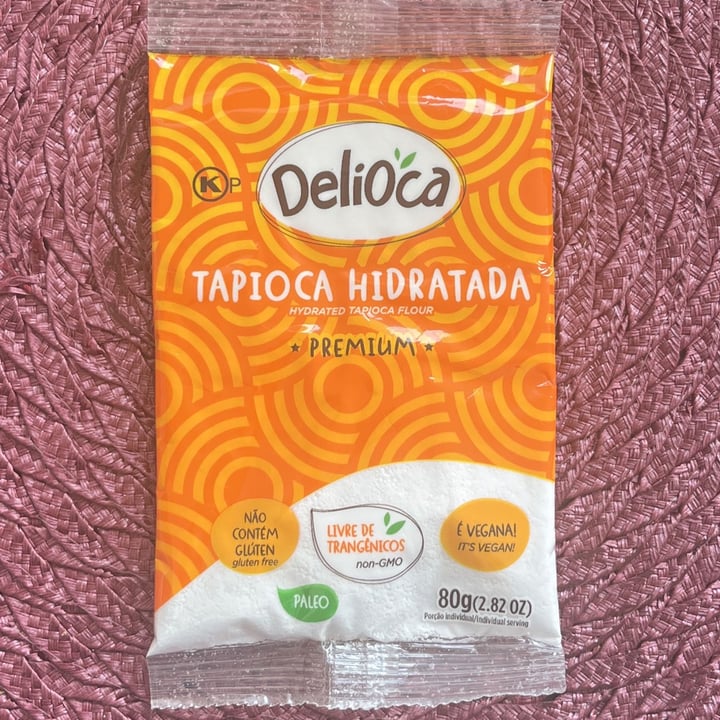 K P
DeliOca
TAPIOCA HIDRATADA
HYDRATED TAPIOCA FLOUR
PREMIUM
NÃO
CONTÉM
GLÚTEN
gluten free
LIVRE DE
TRANGÊNICOS
non-GMO
É VEGANA!
IT'S VEGAN!
PALEO
80g(2.82 OZ)
Porção individual/Individual serving